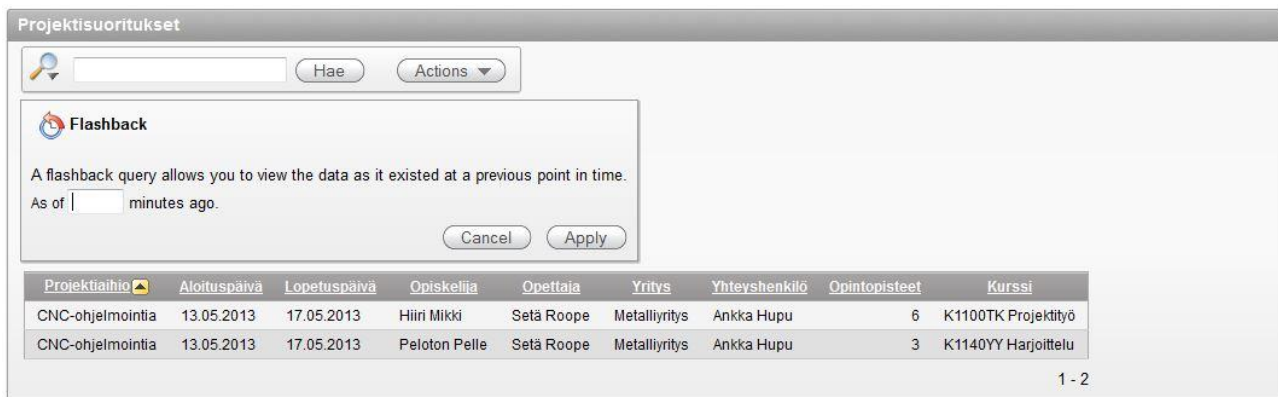 Projektisuoritukset
Hae Actions
Flashback
A flashback query allows you to view the data as it existed at a previous point in time.
As of minutes ago.
Cancel Apply
Projektiaihio Aloituspäivä Lopetuspäivä Opiskelija Opettaja Yritys Yhteyshenkilö Opintopisteet Kurssi
CNC-ohjelmointia 13.05.2013 17.05.2013 Hiiri Mikki Setä Roope Metalliyritys Ankka Hupu 6 K1100TK Projektityö
CNC-ohjelmointia 13.05.2013 17.05.2013 Peloton Pelle Setä Roope Metalliyritys Ankka Hupu 3 K1140YY Harjoittelu
1 - 2